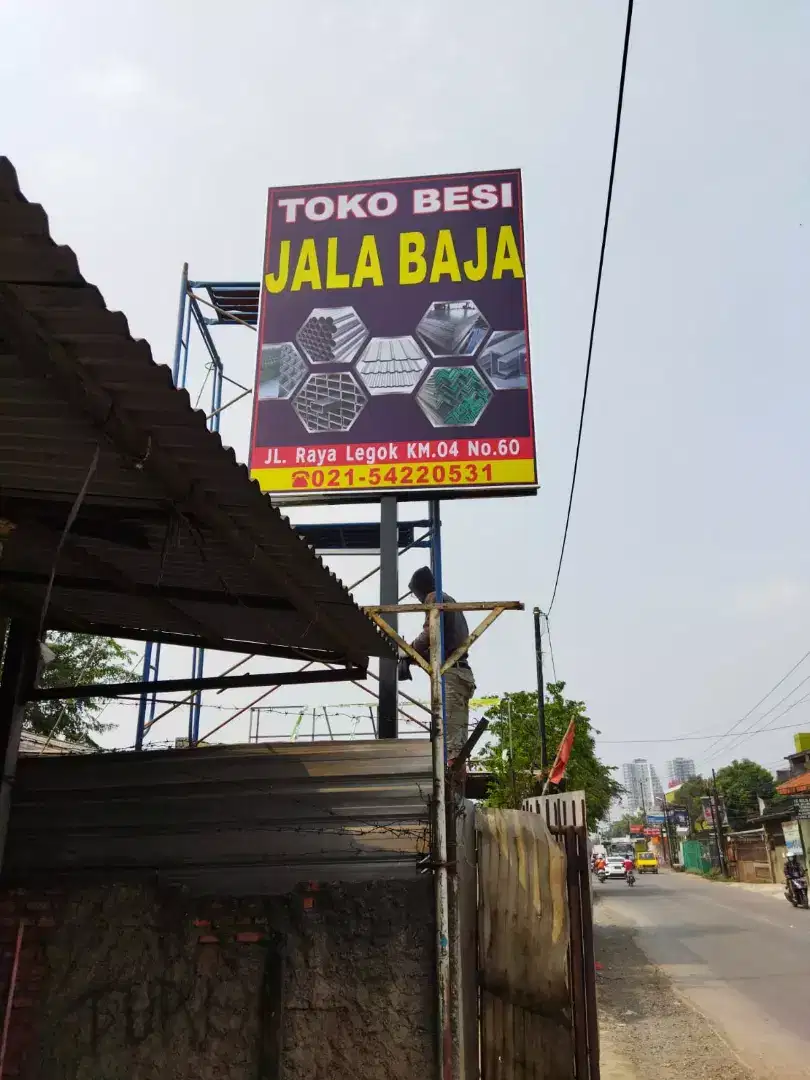 TOKO BESI
JALA BAJA
JL. Raya Legok KM.04 No.60
☎021-54220531